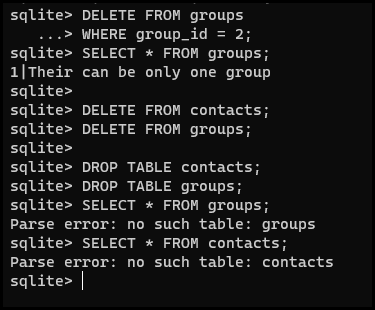 sqlite> DELETE FROM groups
   ...> WHERE group_id = 2;
sqlite> SELECT * FROM groups;
1|Their can be only one group
sqlite>
sqlite> DELETE FROM contacts;
sqlite> DELETE FROM groups;
sqlite>
sqlite> DROP TABLE contacts;
sqlite> DROP TABLE groups;
sqlite> SELECT * FROM groups;
Parse error: no such table: groups
sqlite> SELECT * FROM contacts;
Parse error: no such table: contacts
sqlite>